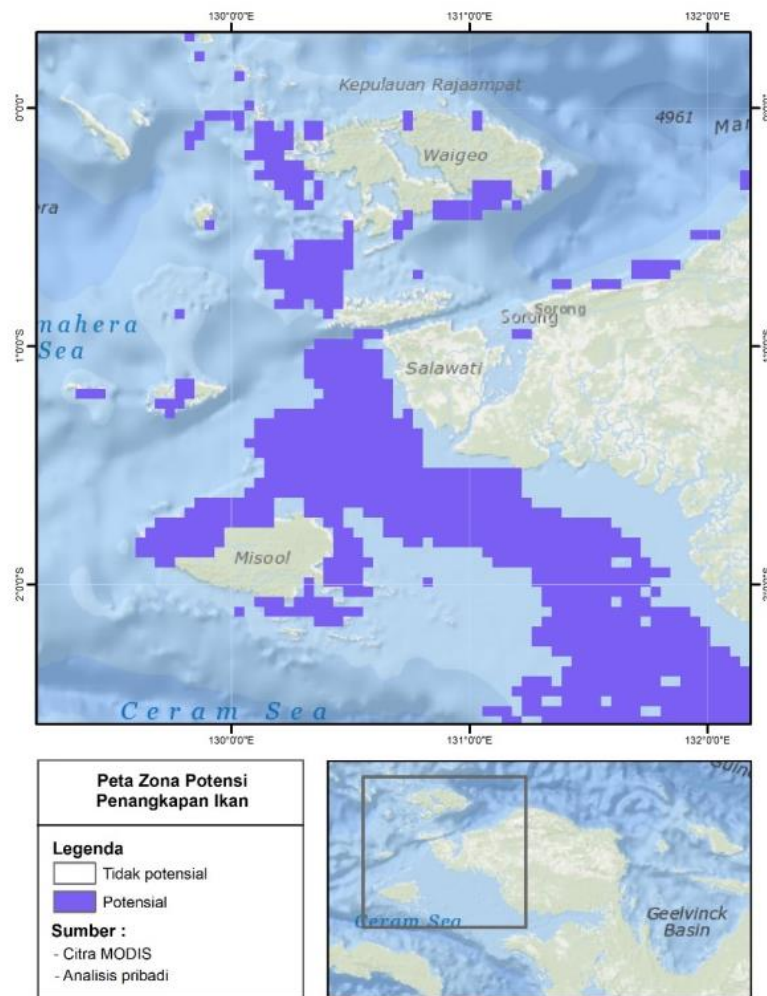 130°0'0"E 131°0'0"E 132°0'0"E
Kepulauan Rajaampat
0°0'0"
4961
Mar
Waigeo
era
mahera
Sea
Sorong
Sorong
1°0'0"S
Salawati
Misool
2°0'0"S
Ceram Sea
130°0'0"E 131°0'0"E 132°0'0"E
Peta Zona Potensi
Penangkapan Ikan
Legenda
Tidak potensial
Potensial
Sumber :
- Citra MODIS
- Analisis pribadi
Guine
Ceram Sea
Geelvinck
Basin